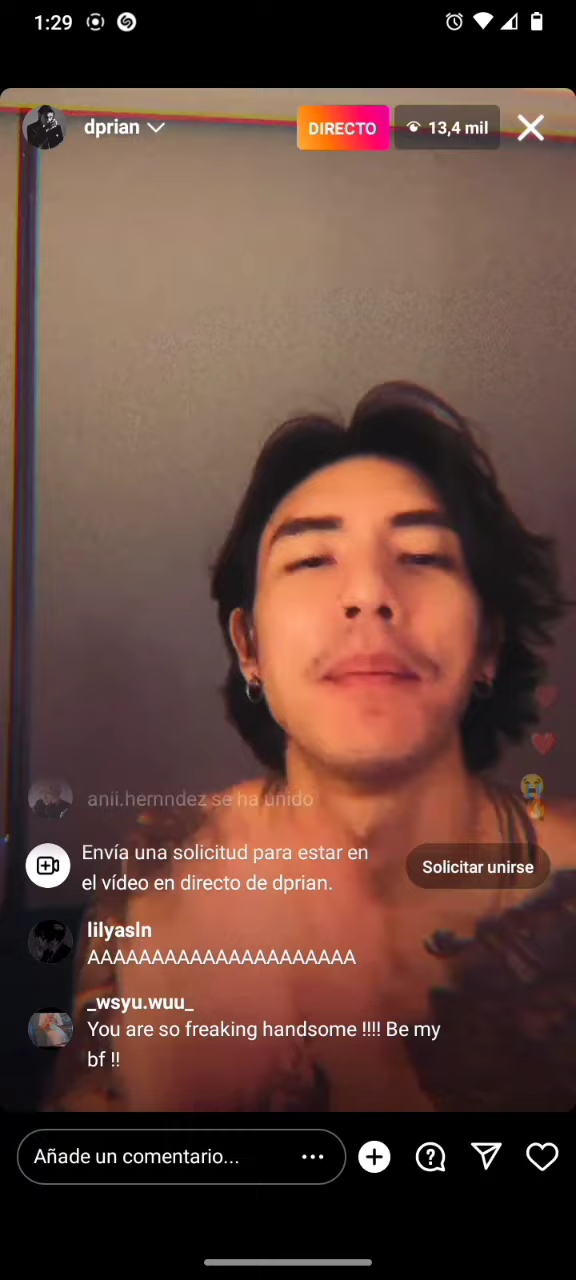 1:29
dprian
DIRECTO
13,4 mil
anii.hernndez se ha unido
Envía una solicitud para estar en
el vídeo en directo de dprian.
Solicitar unirse
lilyasln
AAAAAAAAAAAAAAAAAAAAA
_wsyu.wuu_
You are so freaking handsome !!!! Be my
bf !!
Añade un comentario...